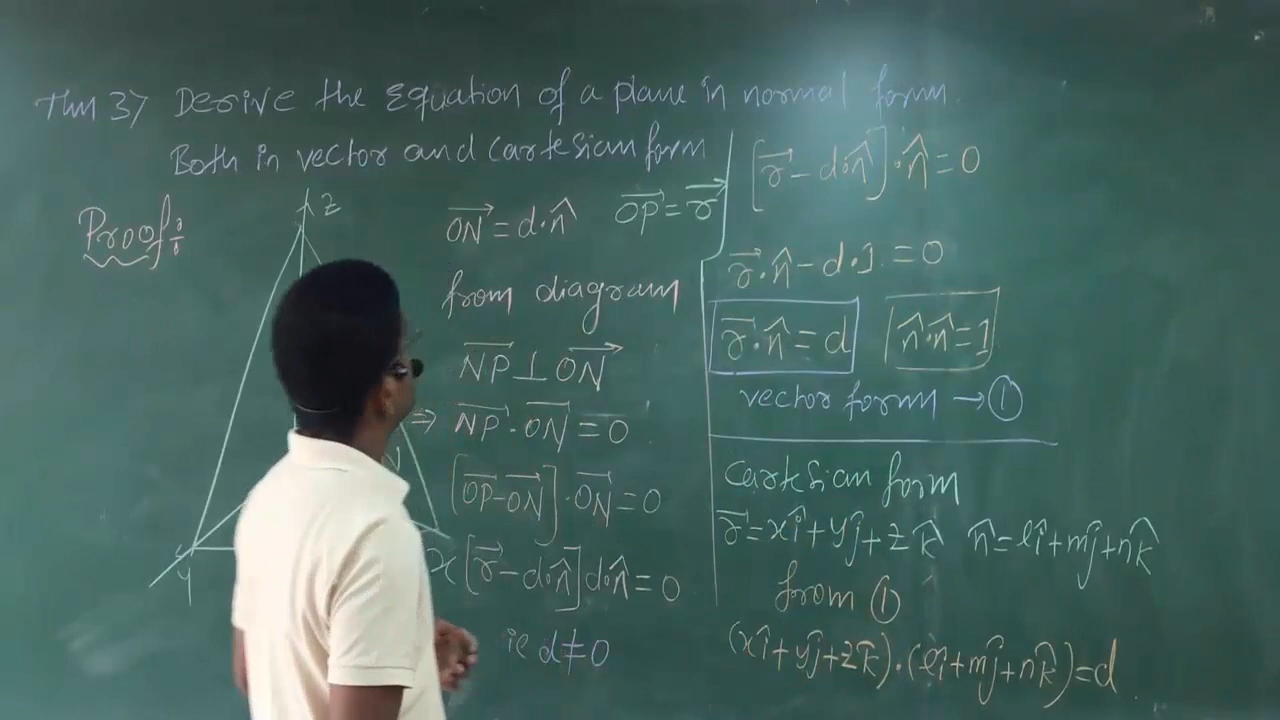 Thm 3> Derive the Equation of a plane in normal form.
Both in vector and cartesian form
Proof:
Z
Y
N
x
ON⃗ = d·n̂   OP⃗ = r⃗
from diagram
NP⃗ ⊥ ON⃗
⇒ NP⃗ · ON⃗ = 0
[OP⃗ - ON⃗] · ON⃗ = 0
[r⃗ - d·n̂] d·n̂ = 0
ie d ≠ 0
[r⃗ - d·n̂] · n̂ = 0
r⃗ · n̂ - d·1 = 0
r⃗ · n̂ = d   n̂ · n̂ = 1
vector form → ①
cartesian form
r⃗ = xî + yĵ + zk̂   n̂ = lî + mĵ + nk̂
from ①
(xî + yĵ + zk̂) · (lî + mĵ + nk̂) = d